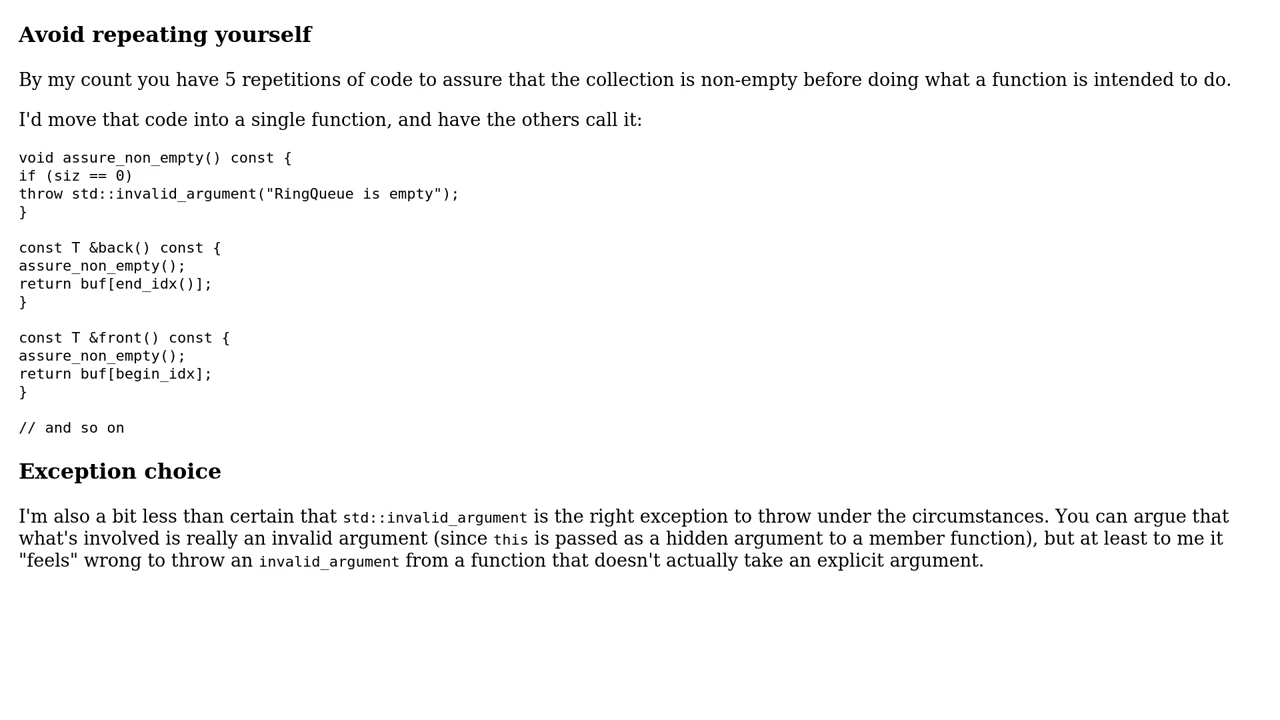 Avoid repeating yourself
By my count you have 5 repetitions of code to assure that the collection is non-empty before doing what a function is intended to do.
I'd move that code into a single function, and have the others call it:
void assure_non_empty() const {
if (siz == 0)
throw std::invalid_argument("RingQueue is empty");
}
const T &back() const {
assure_non_empty();
return buf[end_idx()];
}
const T &front() const {
assure_non_empty();
return buf[begin_idx];
}
// and so on
Exception choice
I'm also a bit less than certain that std::invalid_argument is the right exception to throw under the circumstances. You can argue that
what's involved is really an invalid argument (since this is passed as a hidden argument to a member function), but at least to me it
"feels" wrong to throw an invalid_argument from a function that doesn't actually take an explicit argument.